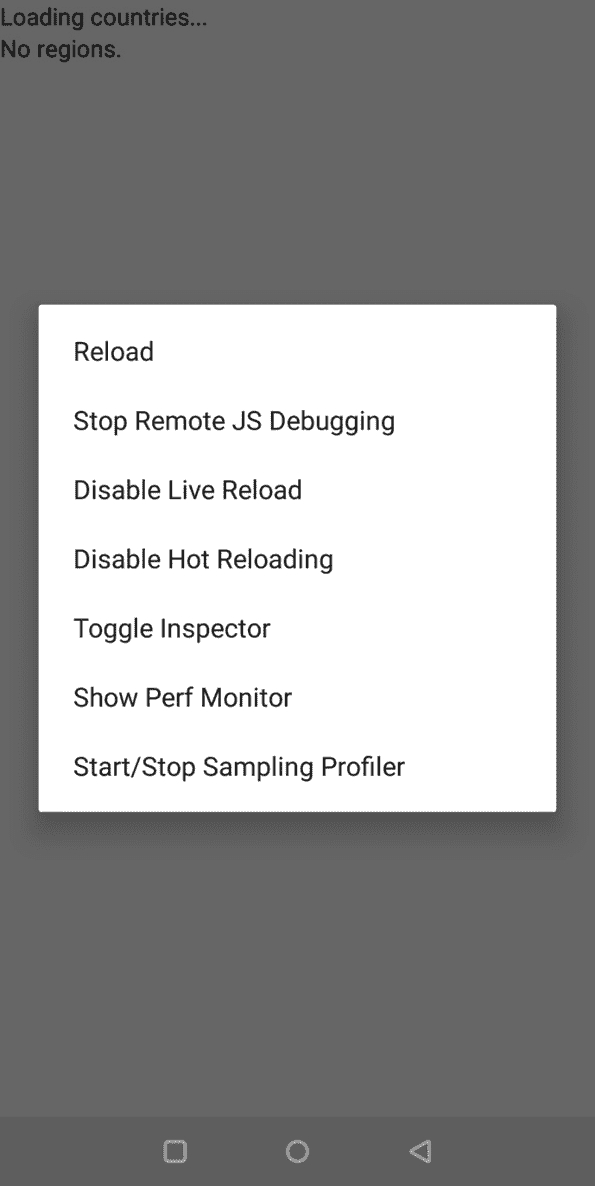 Loading countries...
No regions.
Reload
Stop Remote JS Debugging
Disable Live Reload
Disable Hot Reloading
Toggle Inspector
Show Perf Monitor
Start/Stop Sampling Profiler